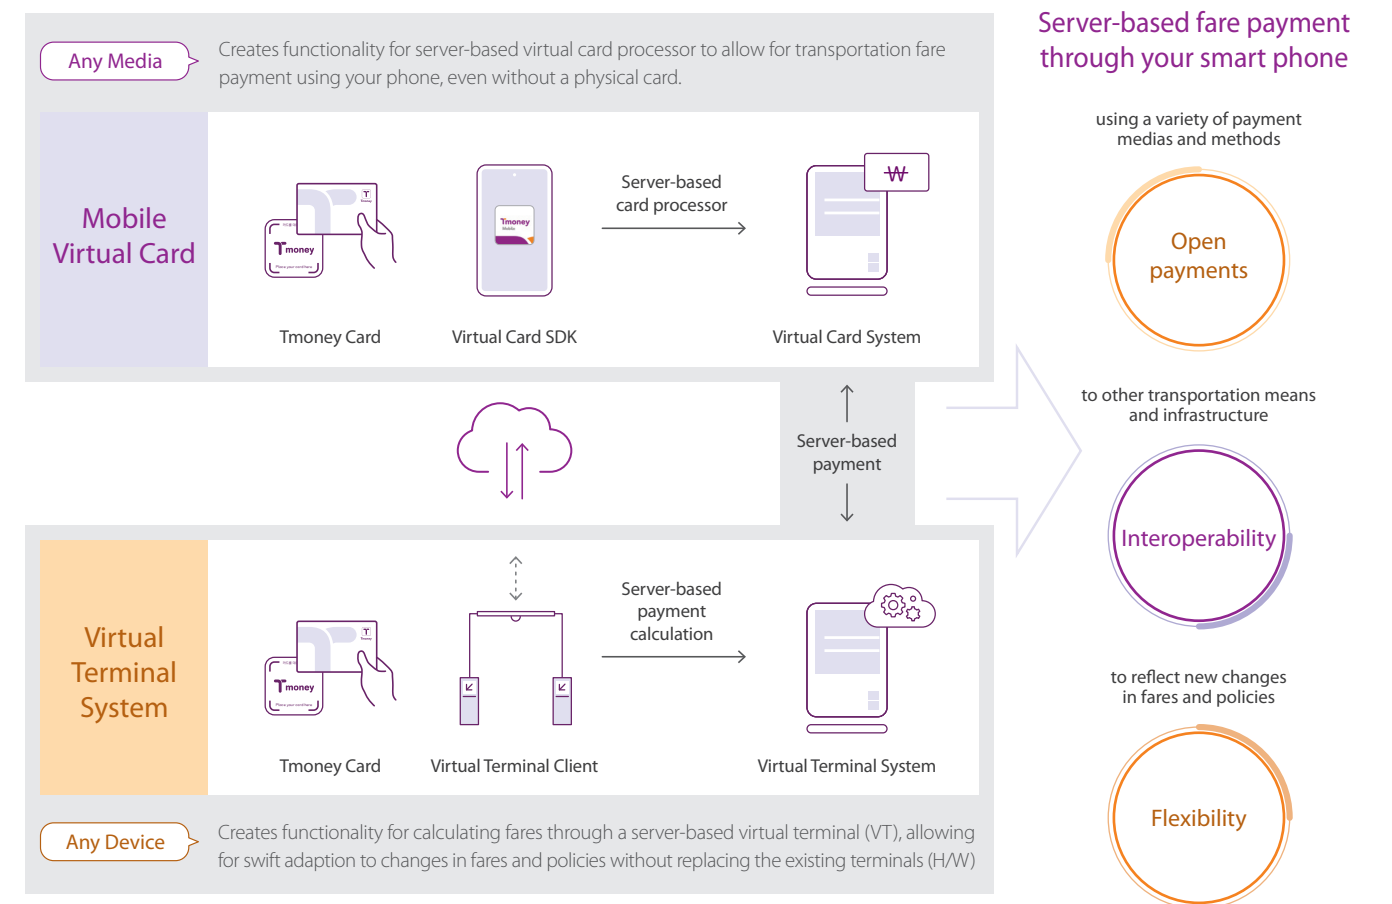 Server-based fare payment
through your smart phone
Any Media
Creates functionality for server-based virtual card processor to allow for transportation fare
payment using your phone, even without a physical card.
Mobile
Virtual Card
Tmoney
Tmoney
Tmoney
Mobile
Server-based
card processor
₩
Tmoney Card
Virtual Card SDK
Virtual Card System
Server-based
payment
Virtual
Terminal
System
Tmoney
Tmoney
Server-based
payment
calculation
Tmoney Card
Virtual Terminal Client
Virtual Terminal System
Any Device
Creates functionality for calculating fares through a server-based virtual terminal (VT), allowing
for swift adaption to changes in fares and policies without replacing the existing terminals (H/W)
using a variety of payment
medias and methods
Open
payments
to other transportation means
and infrastructure
Interoperability
to reflect new changes
in fares and policies
Flexibility